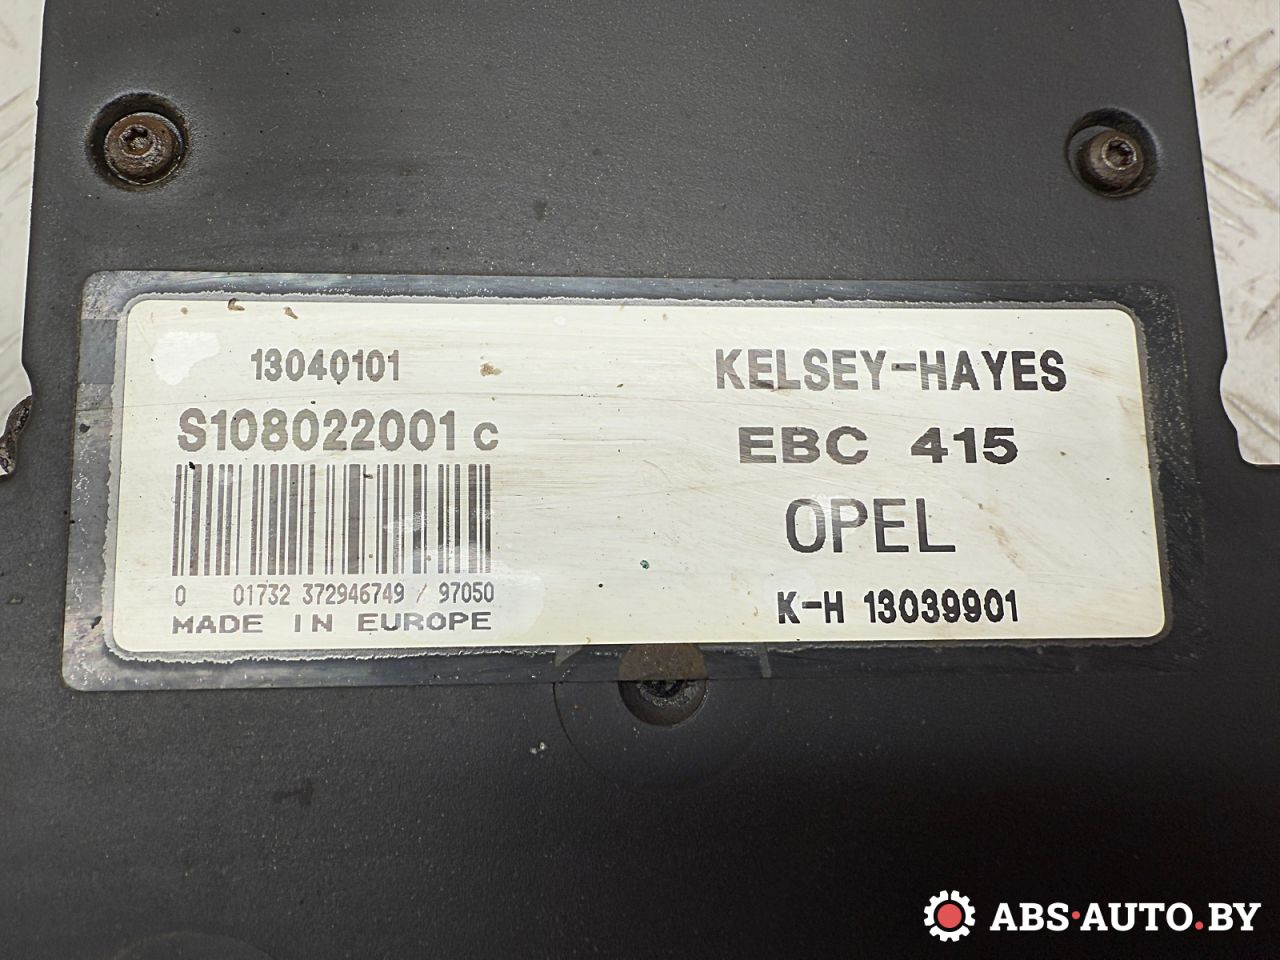 13040101
S108022001 C
0 01732 372946749 / 97050
MADE IN EUROPE
KELSEY-HAYES
EBC 415
OPEL
K-H 13039901
ABS·AUTO.BY